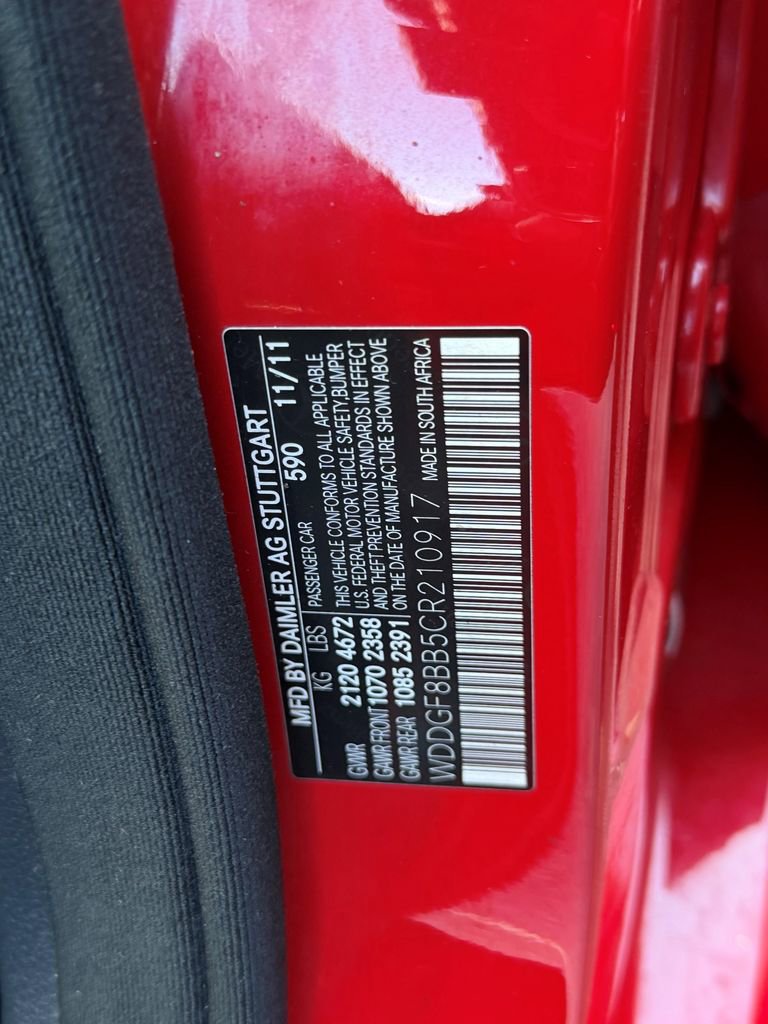 MFD BY DAIMLER AG STUTTGART
KG LBS PASSENGER CAR 590 11/11
GVWR 2120 4672 THIS VEHICLE CONFORMS TO ALL APPLICABLE
GAWR FRONT 1070 2358 U.S. FEDERAL MOTOR VEHICLE SAFETY,BUMPER
GAWR REAR 1085 2391 AND THEFT PREVENTION STANDARDS IN EFFECT
ON THE DATE OF MANUFACTURE SHOWN ABOVE
WDDGF8BB5CR210917 MADE IN SOUTH AFRICA